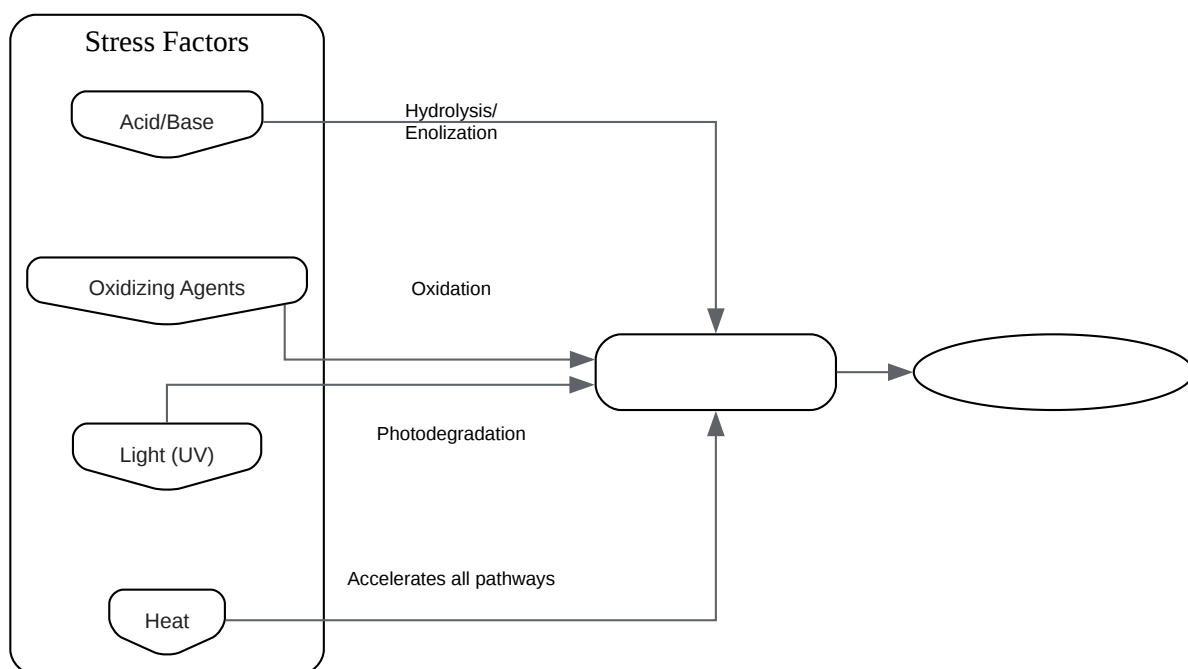 Stress Factors
Acid/Base
Hydrolysis/
Enolization
Oxidizing Agents
Oxidation
Light (UV)
Photodegradation
Accelerates all pathways
Heat